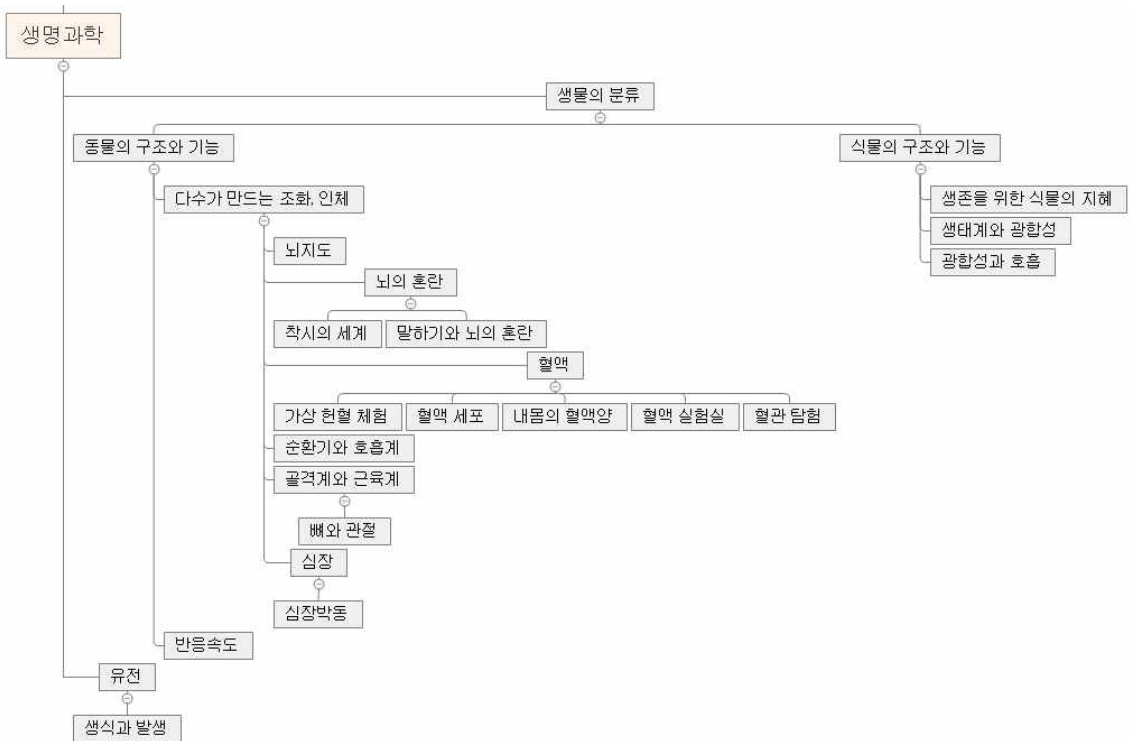 생명과학
생물의 분류
동물의 구조와 기능
식물의 구조와 기능
다수가 만드는 조화, 인체
생존을 위한 식물의 지혜
생태계와 광합성
뇌지도
광합성과 호흡
뇌의 혼란
착시의 세계
말하기와 뇌의 혼란
혈액
가상 헌혈 체험
혈액 세포
내몸의 혈액양
혈액 실험실
혈관 탐험
순환기와 호흡계
골격계와 근육계
뼈와 관절
심장
심장박동
반응속도
유전
생식과 발생